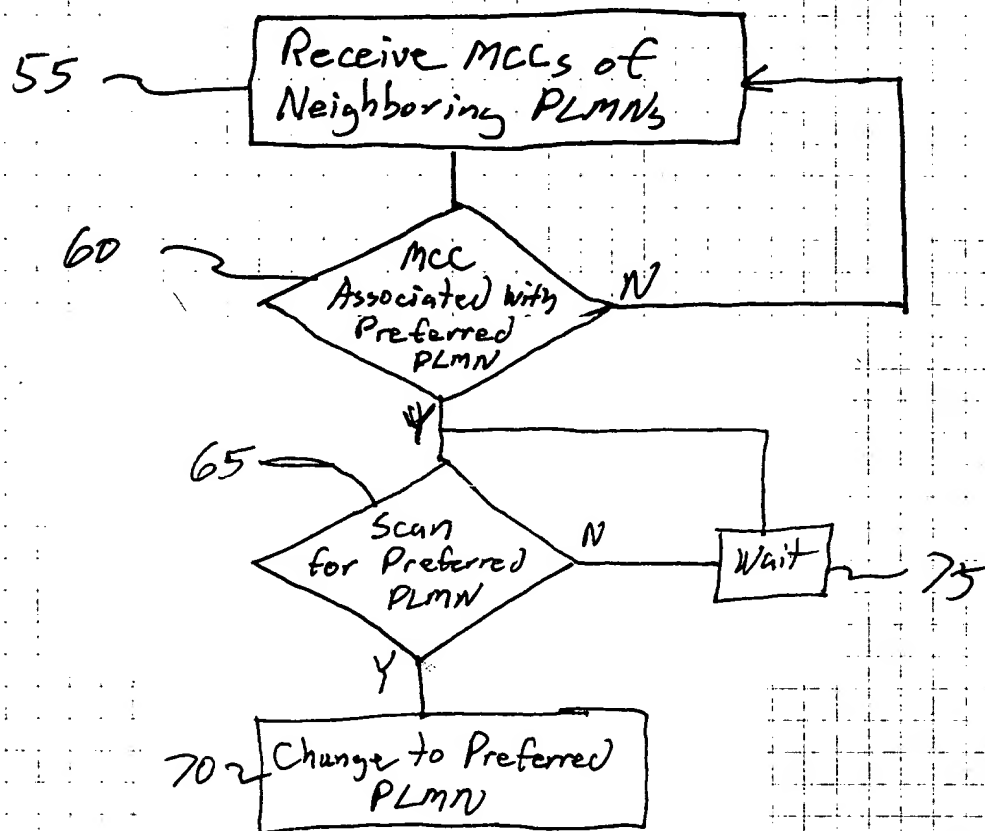 55
Receive MCCs of
Neighboring PLMNs
60
MCC
Associated with
Preferred
PLMN
N
Y
65
Scan
for Preferred
PLMN
N
Wait
75
Y
70
Change to Preferred
PLMN